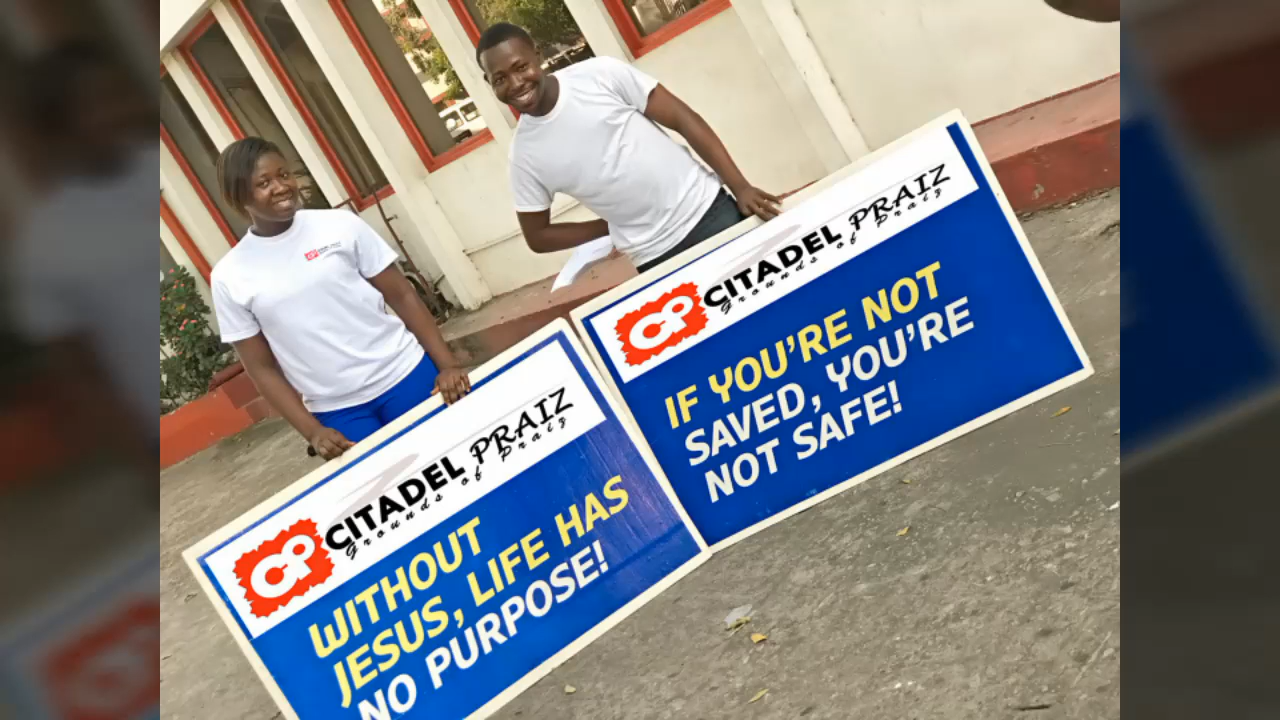 CP CITADEL PRAIZ
Grounds of Praiz
WITHOUT
JESUS, LIFE HAS
NO PURPOSE!
CP CITADEL PRAIZ
Grounds of Praiz
IF YOU'RE NOT
SAVED, YOU'RE
NOT SAFE!